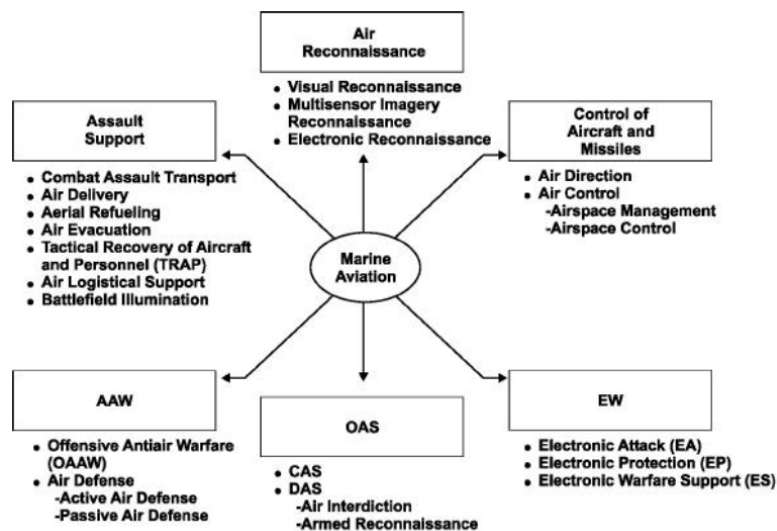 Air
Reconnaissance
• Visual Reconnaissance
• Multisensor Imagery
Reconnaissance
• Electronic Reconnaissance
Assault
Support
• Combat Assault Transport
• Air Delivery
• Aerial Refueling
• Air Evacuation
• Tactical Recovery of Aircraft
and Personnel (TRAP)
• Air Logistical Support
• Battlefield Illumination
Control of
Aircraft and
Missiles
• Air Direction
• Air Control
-Airspace Management
-Airspace Control
Marine
Aviation
AAW
• Offensive Antiair Warfare
(OAAW)
• Air Defense
-Active Air Defense
-Passive Air Defense
OAS
• CAS
• DAS
-Air Interdiction
-Armed Reconnaissance
EW
• Electronic Attack (EA)
• Electronic Protection (EP)
• Electronic Warfare Support (ES)